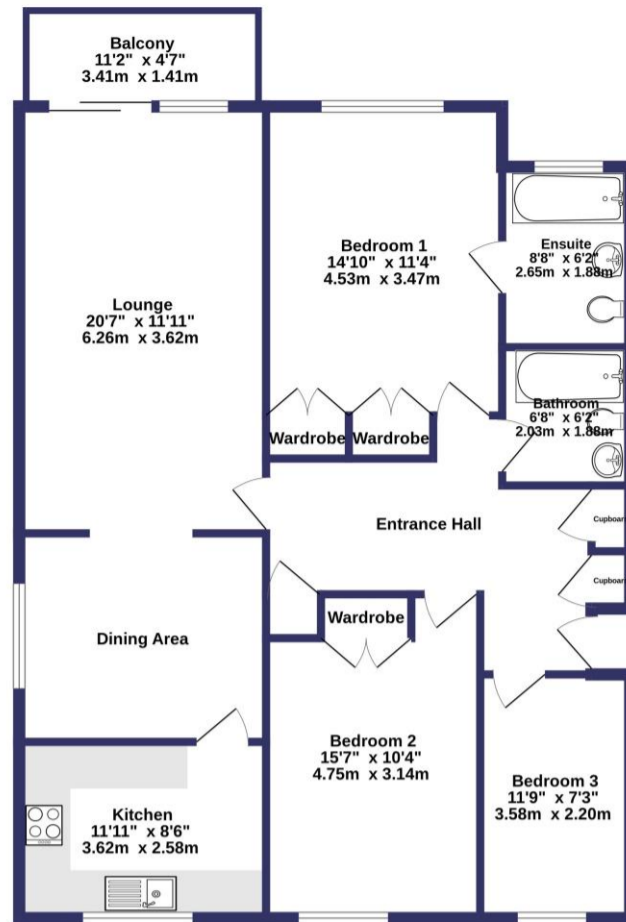 Balcony
11'2" x 4'7"
3.41m x 1.41m
Bedroom 1
14'10" x 11'4"
4.53m x 3.47m
Ensuite
8'8" x 6'2"
2.65m x 1.88m
Lounge
20'7" x 11'11"
6.26m x 3.62m
Bathroom
6'8" x 6'2"
2.03m x 1.88m
Wardrobe
Wardrobe
Entrance Hall
Cupboar
Cupboar
Wardrobe
Dining Area
Bedroom 2
15'7" x 10'4"
4.75m x 3.14m
Bedroom 3
11'9" x 7'3"
3.58m x 2.20m
Kitchen
11'11" x 8'6"
3.62m x 2.58m